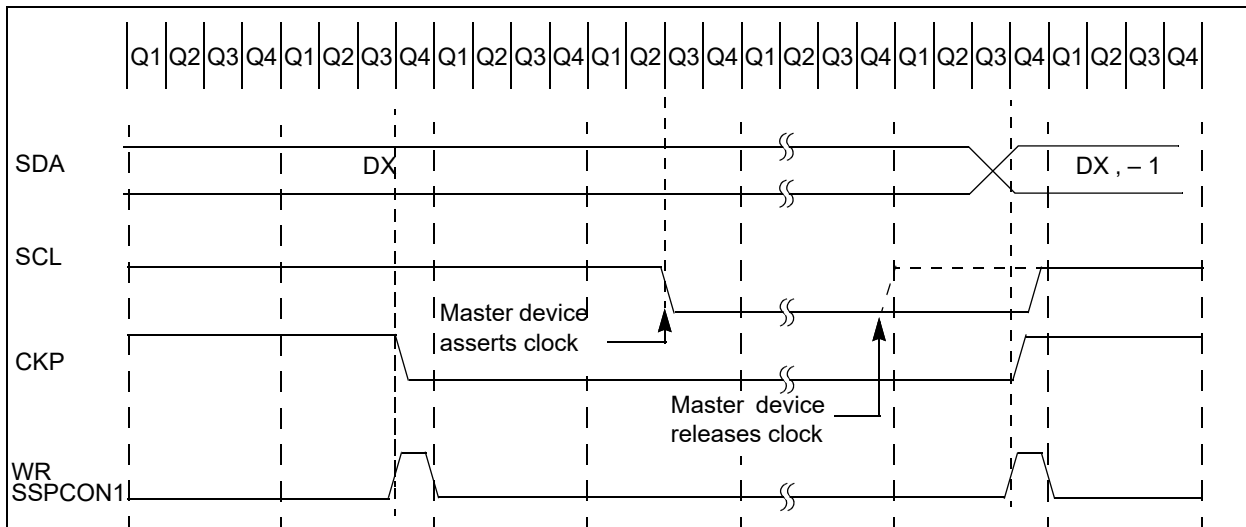 Q1 Q2 Q3 Q4 Q1 Q2 Q3 Q4 Q1 Q2 Q3 Q4 Q1 Q2 Q3 Q4 Q1 Q2 Q3 Q4 Q1 Q2 Q3 Q4 Q1 Q2 Q3 Q4
SDA
DX
DX , – 1
SCL
Master device
asserts clock
CKP
Master device
releases clock
WR
SSPCON1